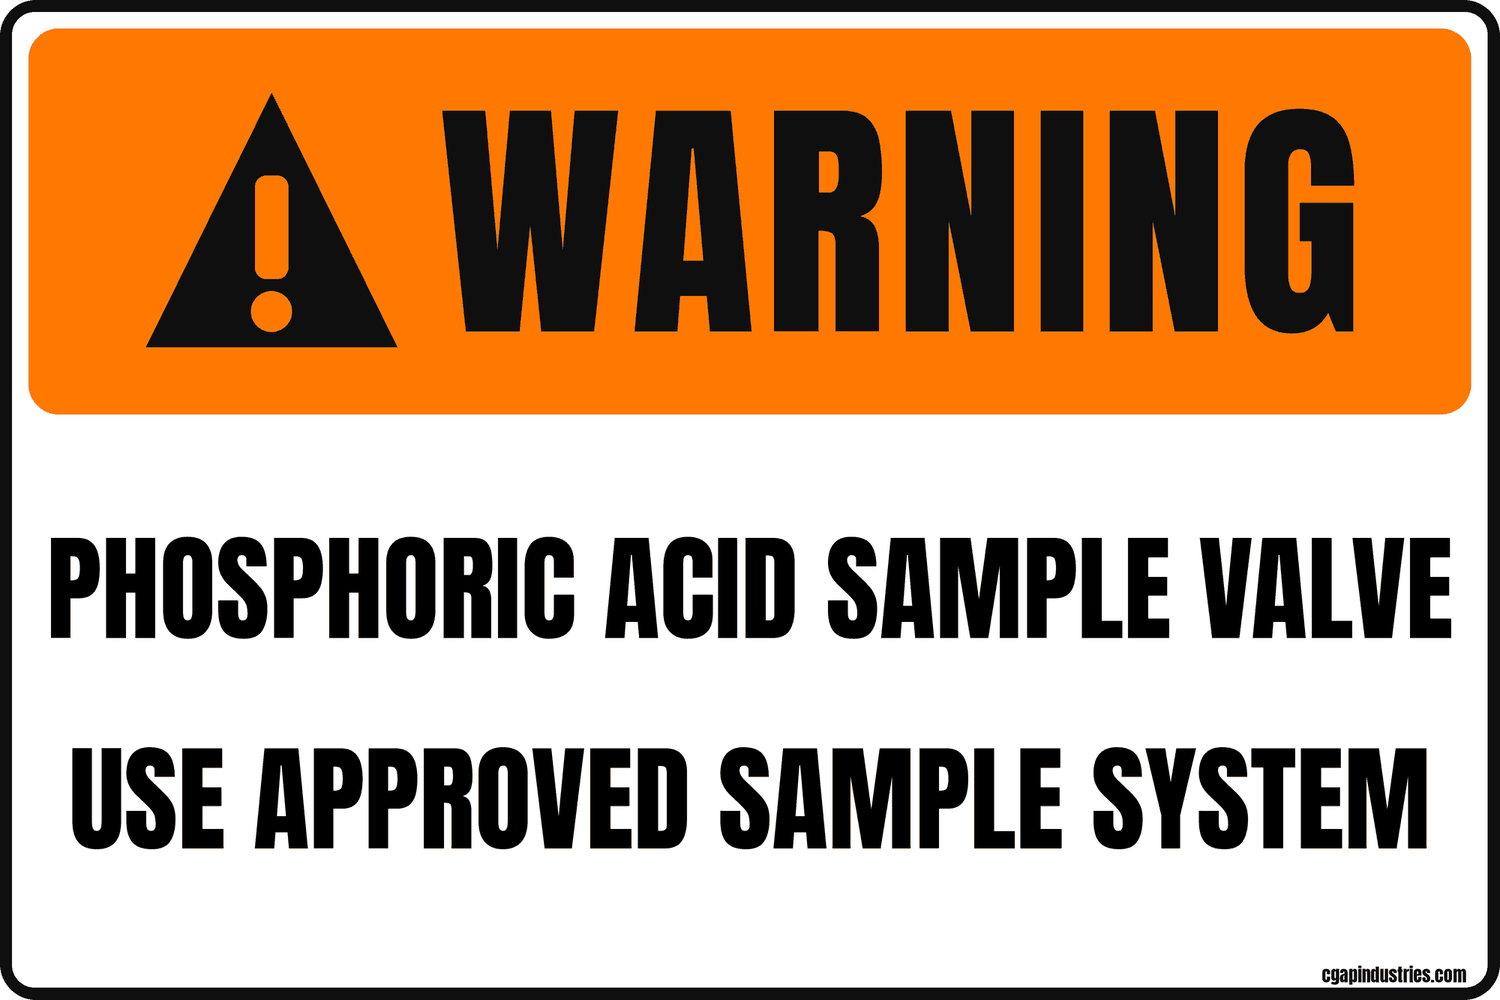 WARNING
PHOSPHORIC ACID SAMPLE VALVE
USE APPROVED SAMPLE SYSTEM
cgapindustries.com